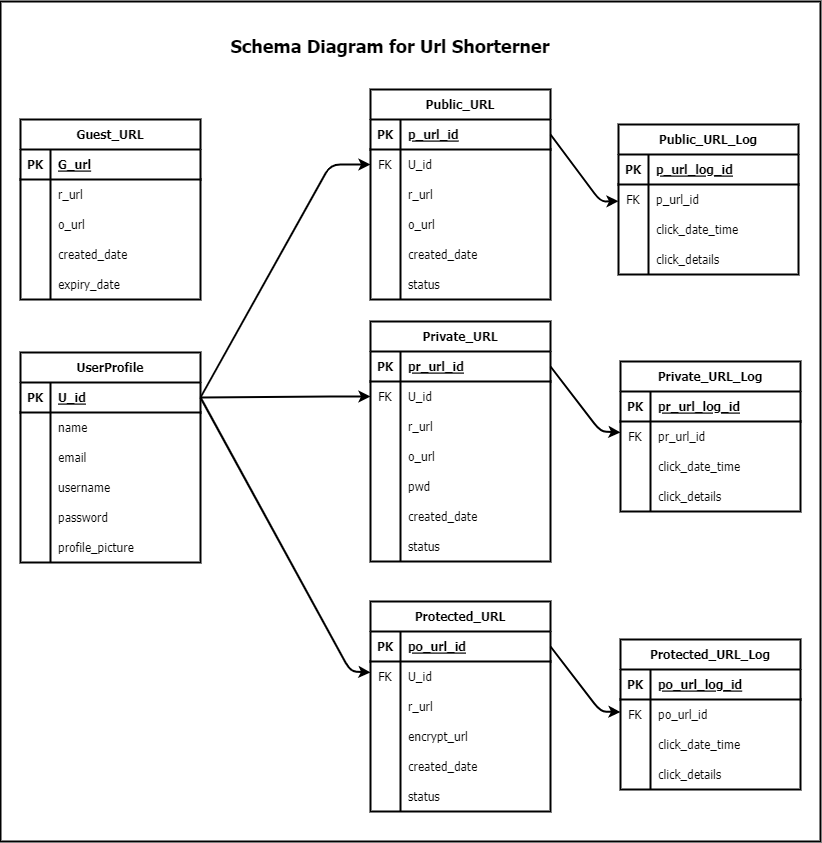 Schema Diagram for Url Shorterner
Guest_URL
PK G_url
r_url
o_url
created_date
expiry_date
UserProfile
PK U_id
name
email
username
password
profile_picture
Public_URL
PK p_url_id
FK U_id
r_url
o_url
created_date
status
Private_URL
PK pr_url_id
FK U_id
r_url
o_url
pwd
created_date
status
Protected_URL
PK po_url_id
FK U_id
r_url
encrypt_url
created_date
status
Public_URL_Log
PK p_url_log_id
FK p_url_id
click_date_time
click_details
Private_URL_Log
PK pr_url_log_id
FK pr_url_id
click_date_time
click_details
Protected_URL_Log
PK po_url_log_id
FK po_url_id
click_date_time
click_details